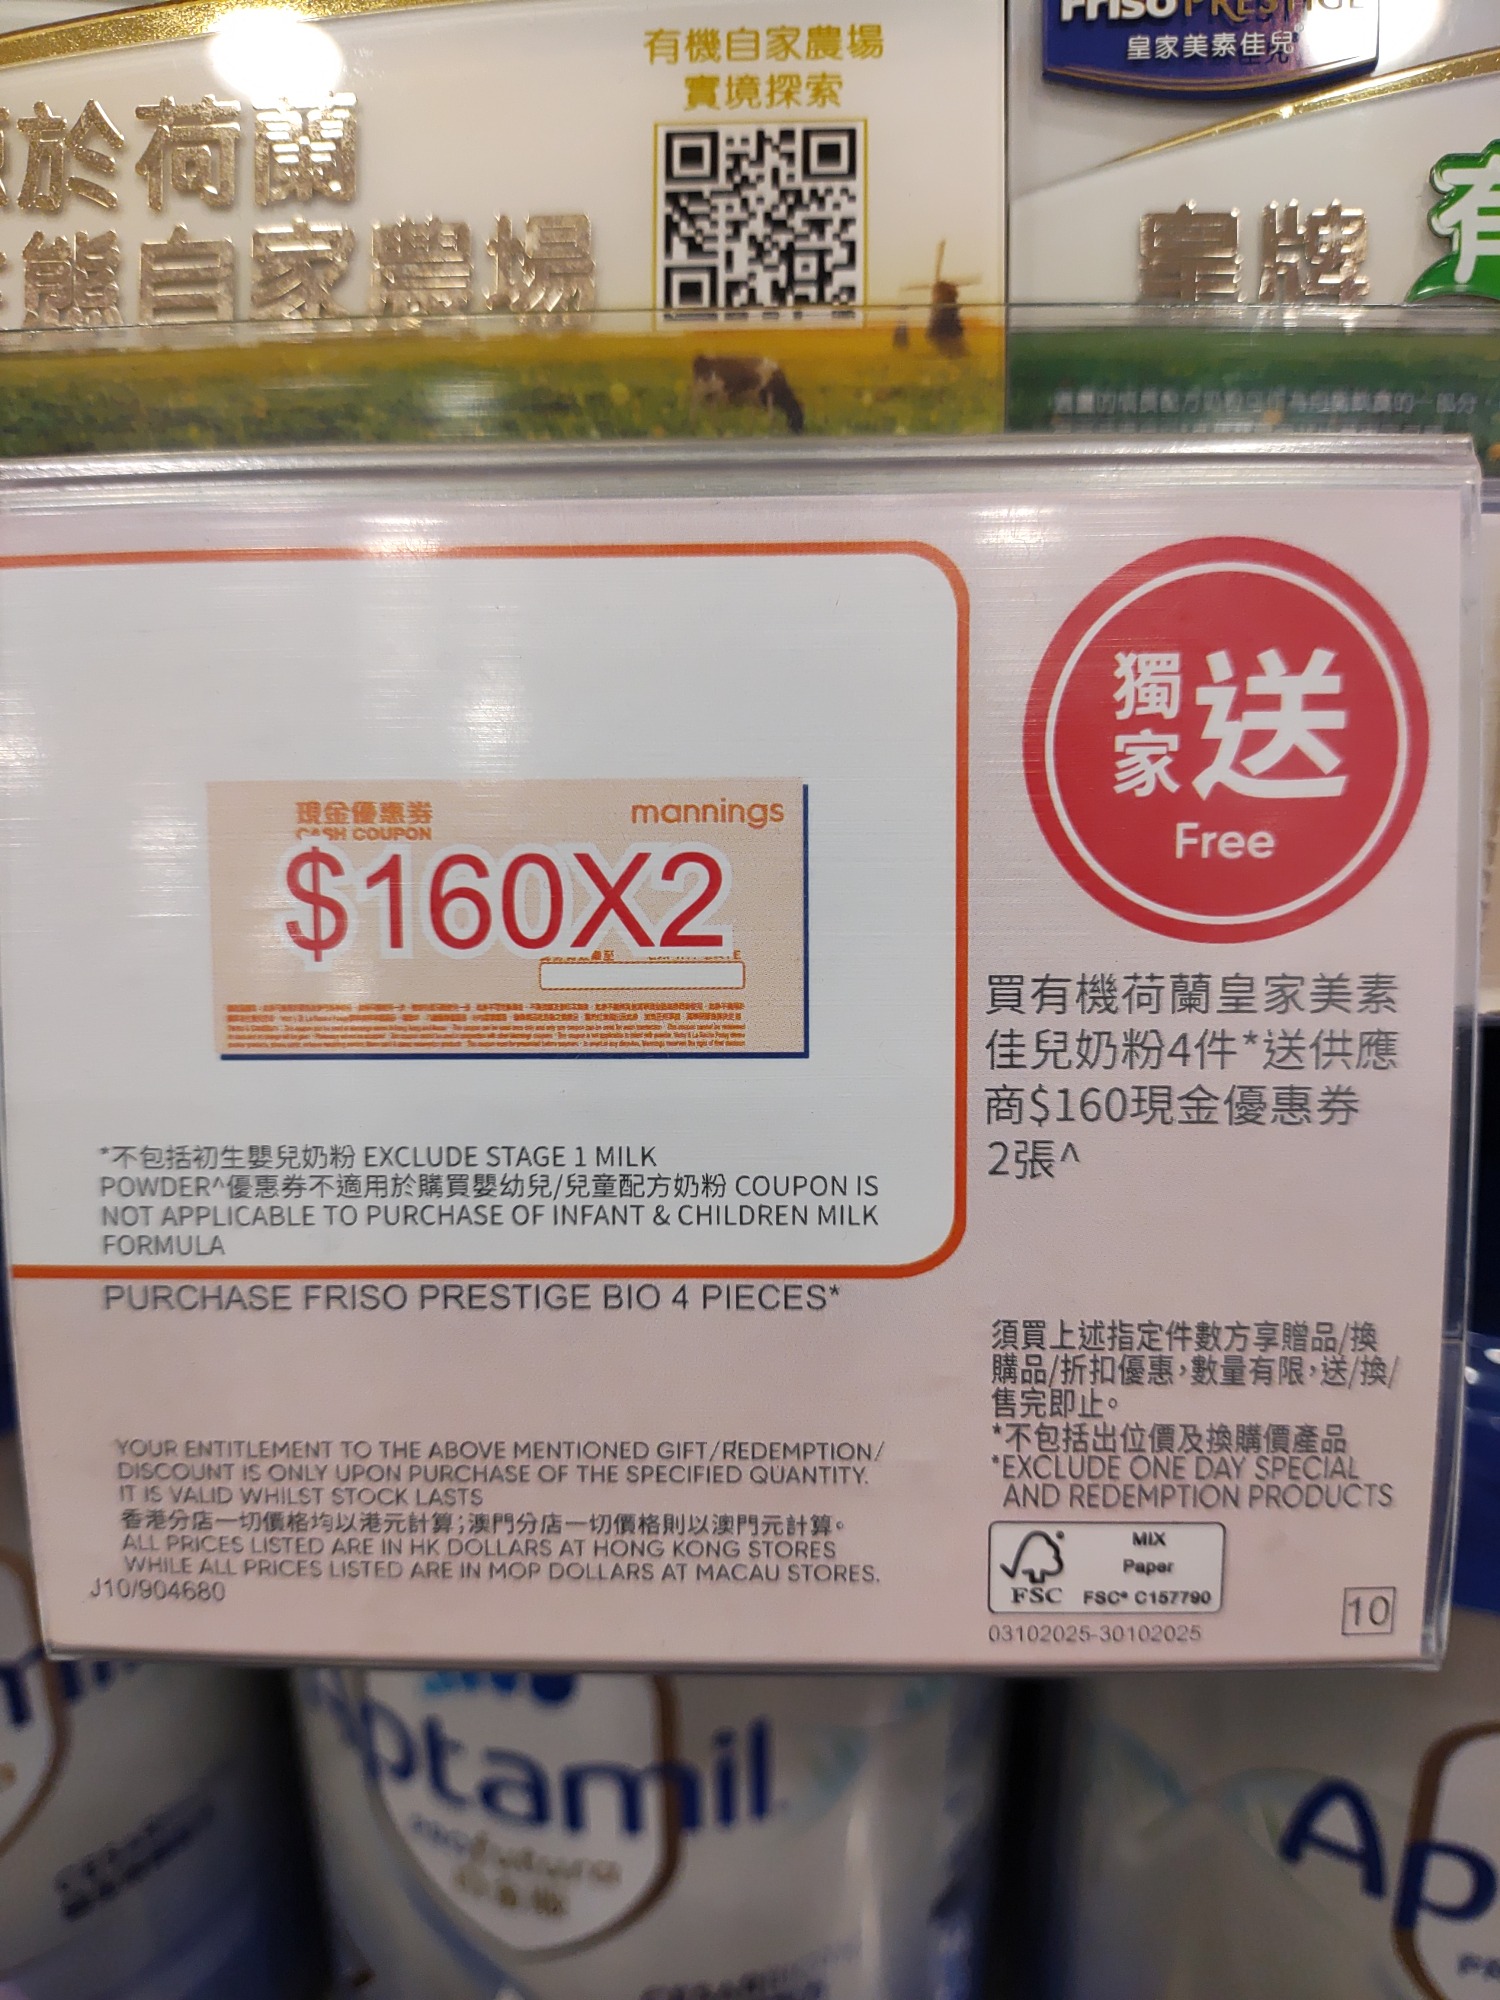 有機自家農場
實境探索
Friso PRESTIGE
皇家美素佳兒
於荷蘭
熊自家農場
皇牌有
獨家送
Free
現金優惠券
mannings
CASH COUPON
$160X2
買有機荷蘭皇家美素
佳兒奶粉4件*送供應
商$160現金優惠券
2張^
*不包括初生嬰兒奶粉 EXCLUDE STAGE 1 MILK
POWDER^優惠券不適用於購買嬰幼兒/兒童配方奶粉 COUPON IS
NOT APPLICABLE TO PURCHASE OF INFANT & CHILDREN MILK
FORMULA
PURCHASE FRISO PRESTIGE BIO 4 PIECES*
須買上述指定件數方享贈品/換
購品/折扣優惠,數量有限,送/換/
售完即止。
*不包括出位價及換購價產品
*EXCLUDE ONE DAY SPECIAL
AND REDEMPTION PRODUCTS
YOUR ENTITLEMENT TO THE ABOVE MENTIONED GIFT/REDEMPTION/
DISCOUNT IS ONLY UPON PURCHASE OF THE SPECIFIED QUANTITY.
IT IS VALID WHILST STOCK LASTS
香港分店一切價格均以港元計算;澳門分店一切價格則以澳門元計算。
ALL PRICES LISTED ARE IN HK DOLLARS AT HONG KONG STORES
WHILE ALL PRICES LISTED ARE IN MOP DOLLARS AT MACAU STORES.
J10/904680
MIX
Paper
FSC FSC® C157790
03102025-30102025
10
Aptamil
Ap